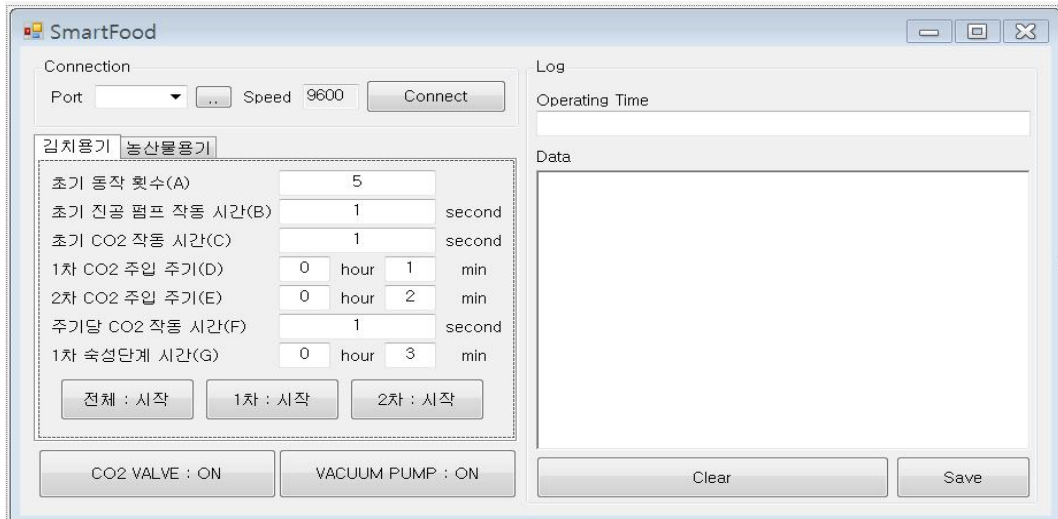 SmartFood
Connection
Port .. Speed 9600 Connect
김치용기 농산물용기
초기 동작 횟수(A) 5
초기 진공 펌프 작동 시간(B) 1 second
초기 CO2 작동 시간(C) 1 second
1차 CO2 주입 주기(D) 0 hour 1 min
2차 CO2 주입 주기(E) 0 hour 2 min
주기당 CO2 작동 시간(F) 1 second
1차 숙성단계 시간(G) 0 hour 3 min
전체 : 시작 1차 : 시작 2차 : 시작
CO2 VALVE : ON VACUUM PUMP : ON
Log
Operating Time
Data
Clear Save